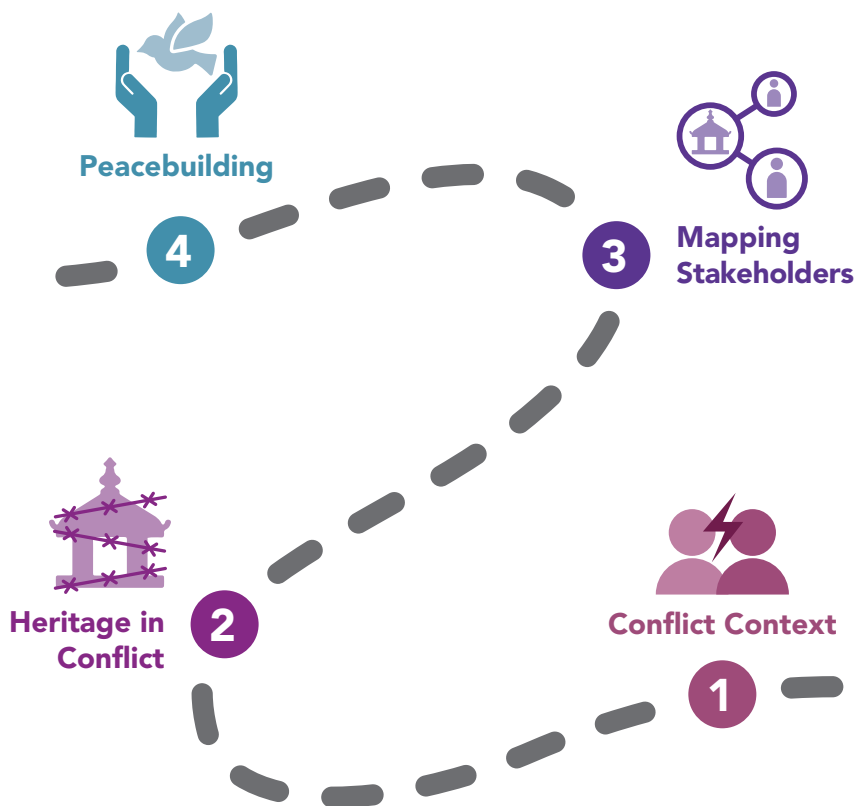 Peacebuilding
4
3
Mapping
Stakeholders
Heritage in
Conflict
2
Conflict Context
1